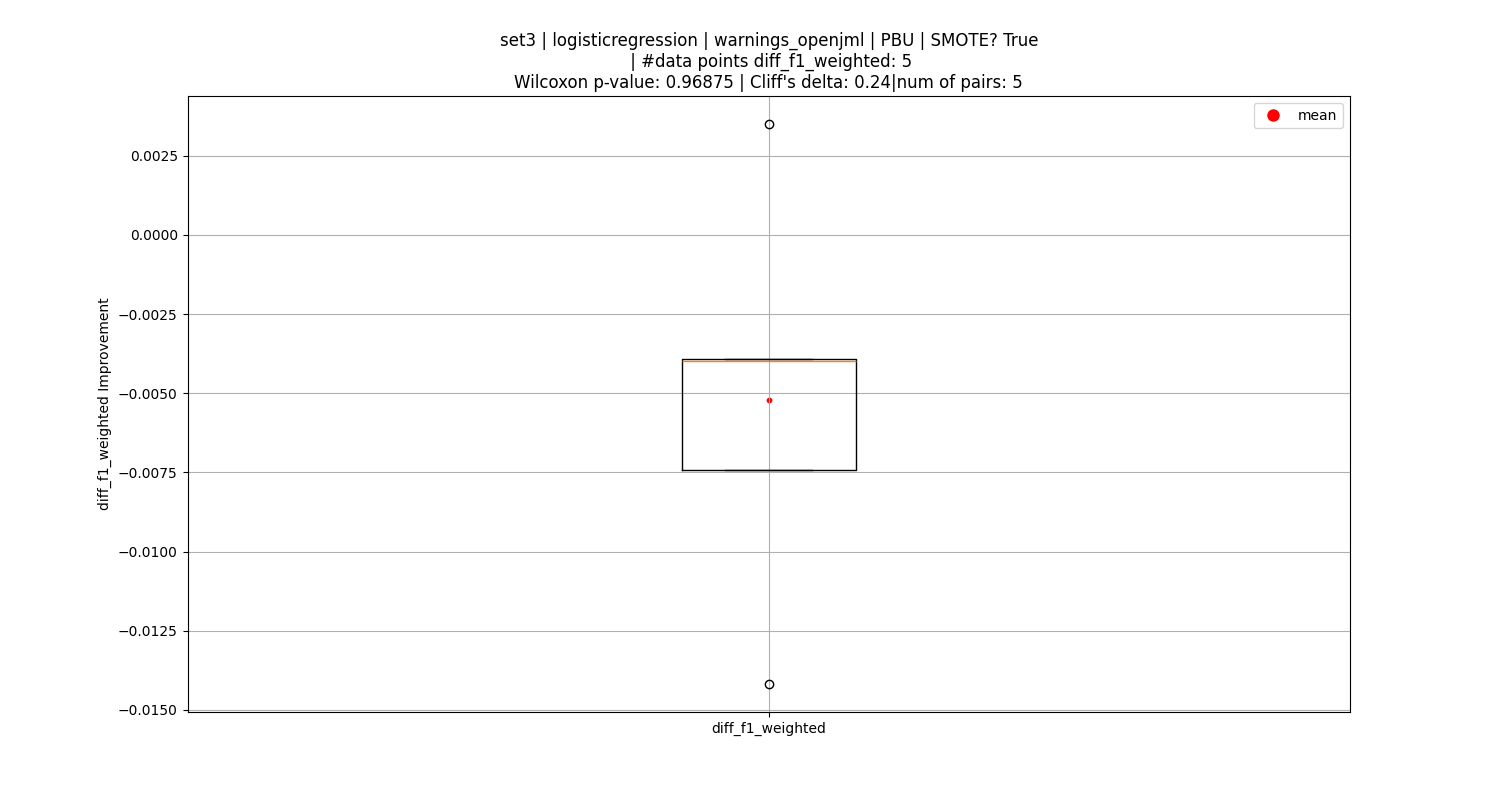 set3 | logisticregression | warnings_openjml | PBU | SMOTE? True
| #data points diff_f1_weighted: 5
Wilcoxon p-value: 0.96875 | Cliff's delta: 0.24|num of pairs: 5
mean
0.0025
0.0000
−0.0025
−0.0050
−0.0075
−0.0100
−0.0125
−0.0150
diff_f1_weighted Improvement
diff_f1_weighted